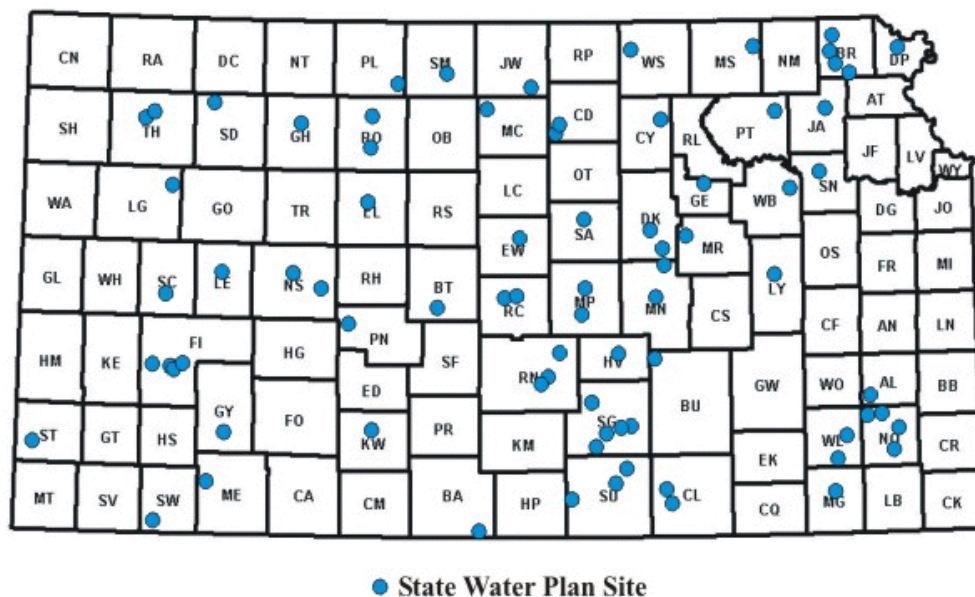 CN RA DC NT PL SM JW RP WS MS NM BR DP
SH TH SD GH RO OB MC CD CY RL PT JA AT
JF LV WY
WA LG GO TR EL RS LC OT GE WB SN DG JO
EW SA DK MR OS
GL WH SC LE NS RH BT LY FR MI
RC MP MN CS
HM KE FI HG PN SF CF AN LN
RN HV WO AL BB
ED GW
ST GT HS GY FO KW PR KM SG BU WL NO CR
EK
MT SV SW ME CA CM BA HP SU CL CQ MG LB CK
State Water Plan Site